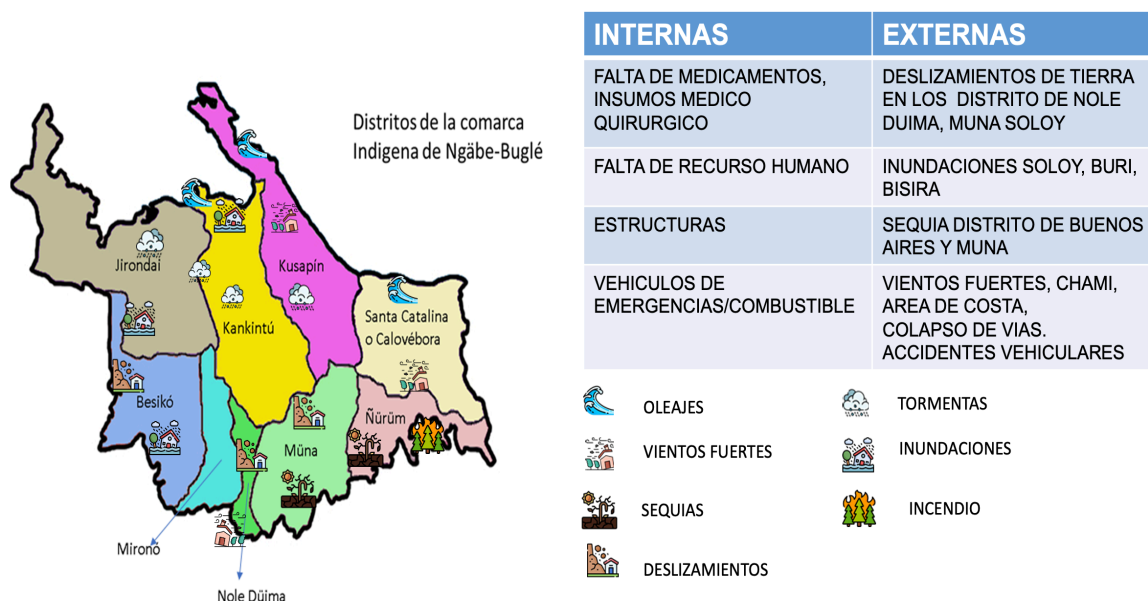 Distritos de la comarca
Indigena de Ngäbe-Buglé
Jirondai
Kusapín
Kankintú
Santa Catalina
o Calovébora
Besikó
Ñürüm
Müna
Mironó
Nole Düima
INTERNAS
EXTERNAS
FALTA DE MEDICAMENTOS,
INSUMOS MEDICO
QUIRURGICO
DESLIZAMIENTOS DE TIERRA
EN LOS DISTRITO DE NOLE
DUIMA, MUNA SOLOY
FALTA DE RECURSO HUMANO
INUNDACIONES SOLOY, BURI,
BISIRA
ESTRUCTURAS
SEQUIA DISTRITO DE BUENOS
AIRES Y MUNA
VEHICULOS DE
EMERGENCIAS/COMBUSTIBLE
VIENTOS FUERTES, CHAMI,
AREA DE COSTA,
COLAPSO DE VIAS.
ACCIDENTES VEHICULARES
OLEAJES
TORMENTAS
VIENTOS FUERTES
INUNDACIONES
SEQUIAS
INCENDIO
DESLIZAMIENTOS